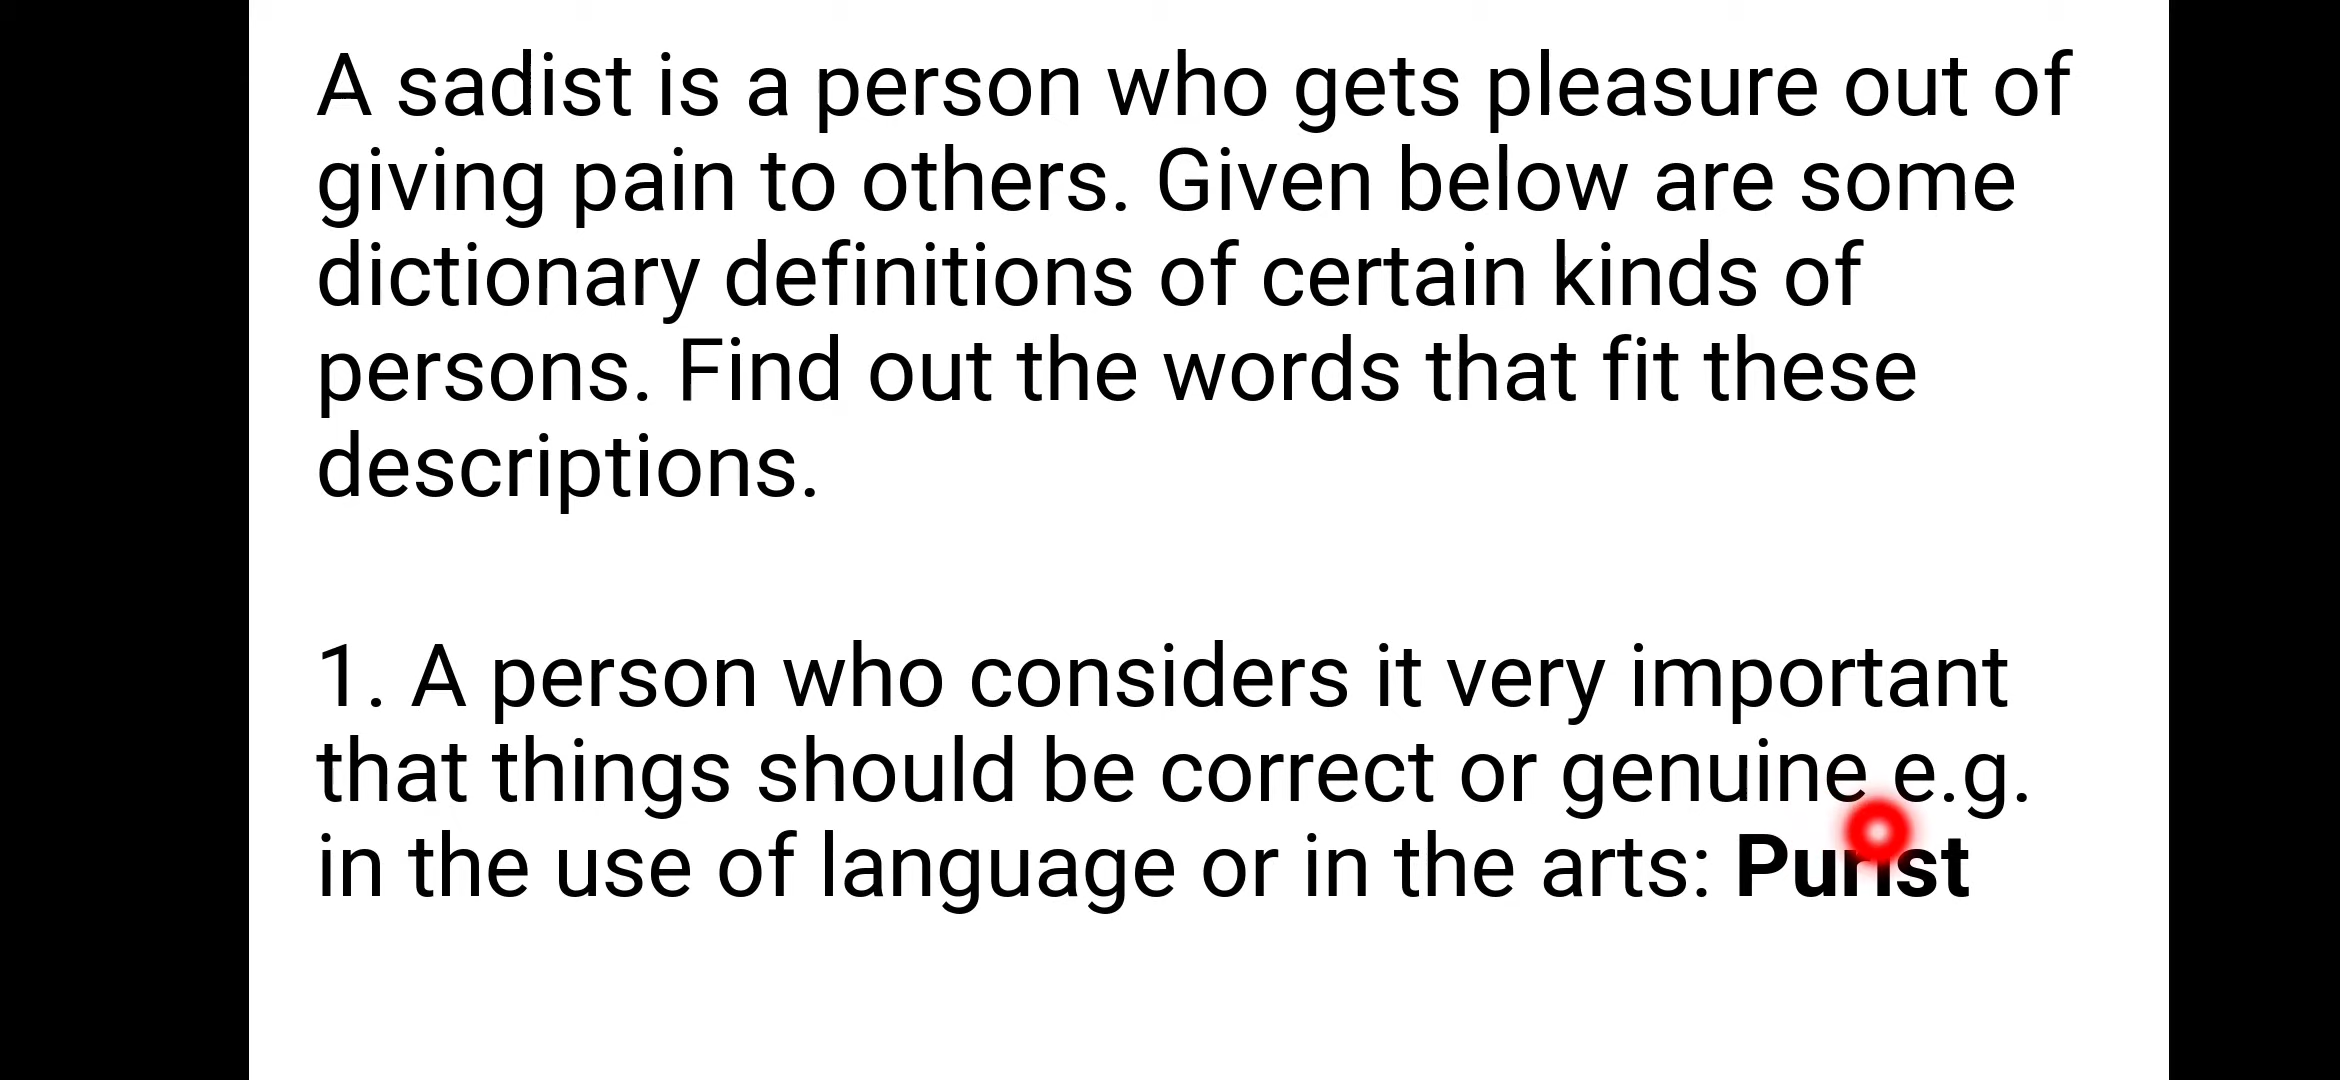 A sadist is a person who gets pleasure out of
giving pain to others. Given below are some
dictionary definitions of certain kinds of
persons. Find out the words that fit these
descriptions.
1. A person who considers it very important
that things should be correct or genuine e.g.
in the use of language or in the arts: Purist